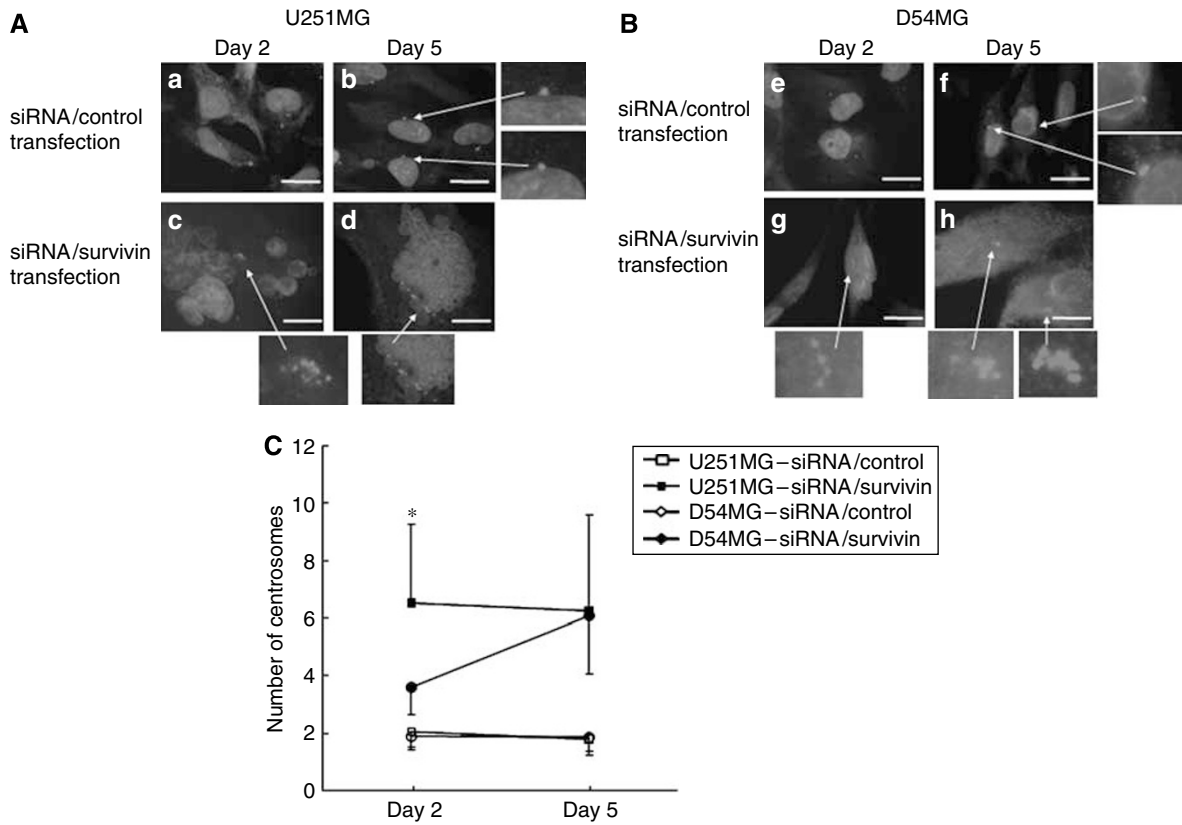 A
U251MG
Day 2
Day 5
siRNA/control
transfection
a
b
siRNA/survivin
transfection
c
d
B
D54MG
Day 2
Day 5
siRNA/control
transfection
e
f
siRNA/survivin
transfection
g
h
C
Number of centrosomes
12
10
8
6
4
2
0
*
Day 2
Day 5
U251MG–siRNA/control
U251MG–siRNA/survivin
D54MG–siRNA/control
D54MG–siRNA/survivin